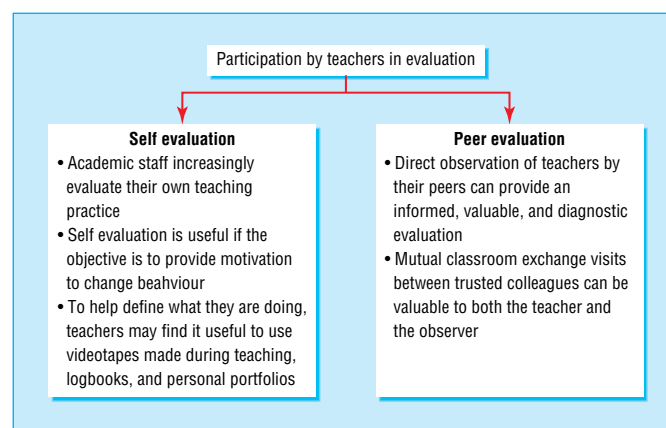 Participation by teachers in evaluation
Self evaluation
• Academic staff increasingly
evaluate their own teaching
practice
• Self evaluation is useful if the
objective is to provide motivation
to change beahviour
• To help define what they are doing,
teachers may find it useful to use
videotapes made during teaching,
logbooks, and personal portfolios
Peer evaluation
• Direct observation of teachers by
their peers can provide an
informed, valuable, and diagnostic
evaluation
• Mutual classroom exchange visits
between trusted colleagues can be
valuable to both the teacher and
the observer